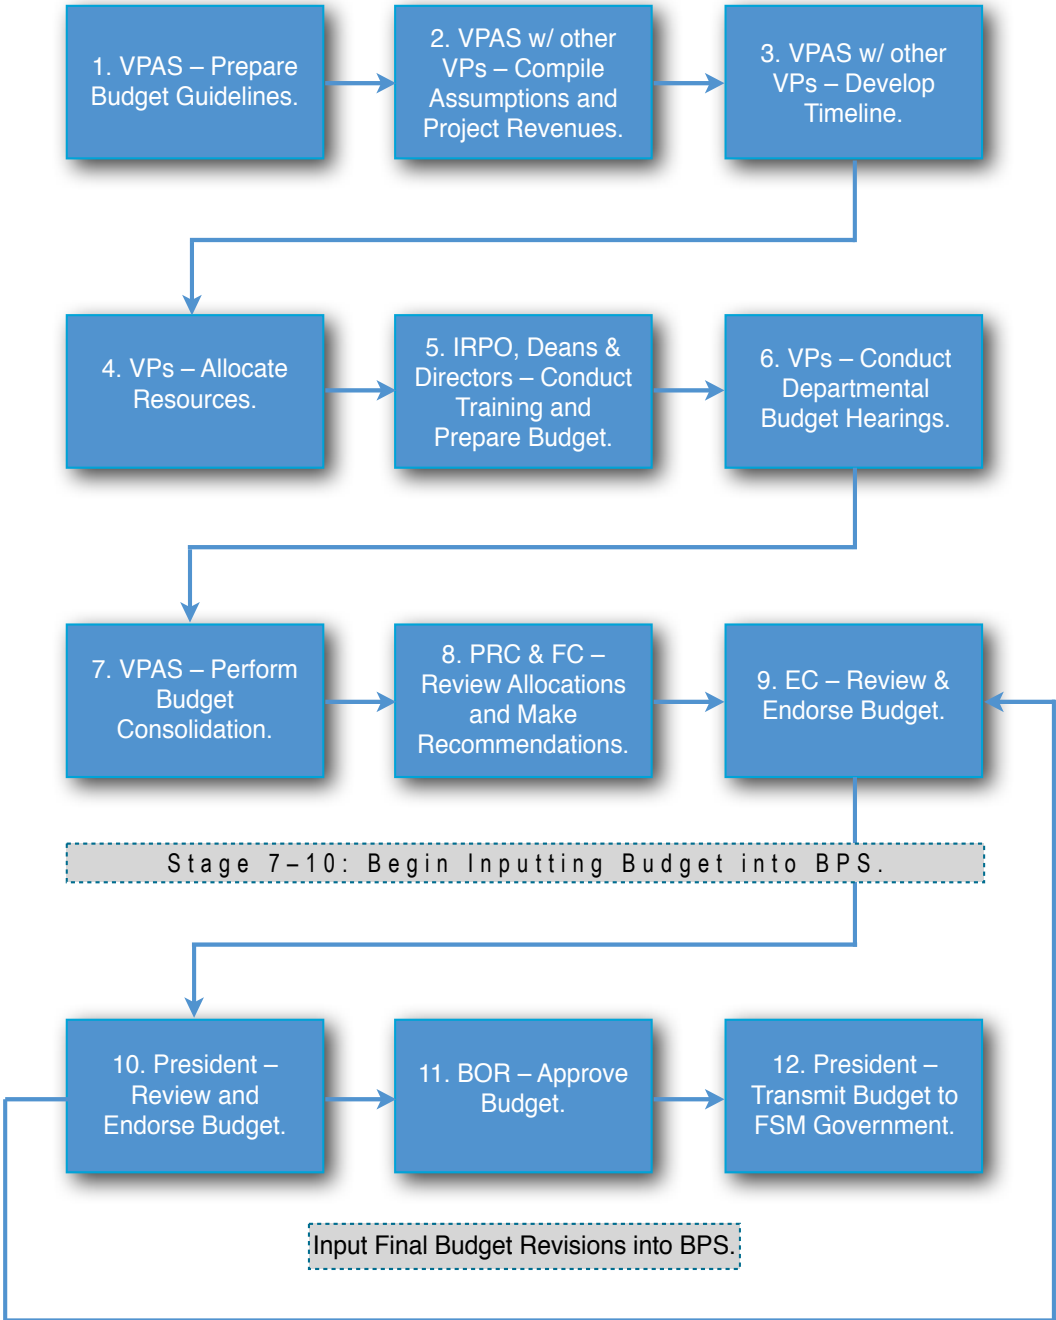 1. VPAS – Prepare
Budget Guidelines.
2. VPAS w/ other
VPs – Compile
Assumptions and
Project Revenues.
3. VPAS w/ other
VPs – Develop
Timeline.
4. VPs – Allocate
Resources.
5. IRPO, Deans &
Directors – Conduct
Training and
Prepare Budget.
6. VPs – Conduct
Departmental
Budget Hearings.
7. VPAS – Perform
Budget
Consolidation.
8. PRC & FC –
Review Allocations
and Make
Recommendations.
9. EC – Review &
Endorse Budget.
Stage 7–10: Begin Inputting Budget into BPS.
10. President –
Review and
Endorse Budget.
11. BOR – Approve
Budget.
12. President –
Transmit Budget to
FSM Government.
Input Final Budget Revisions into BPS.